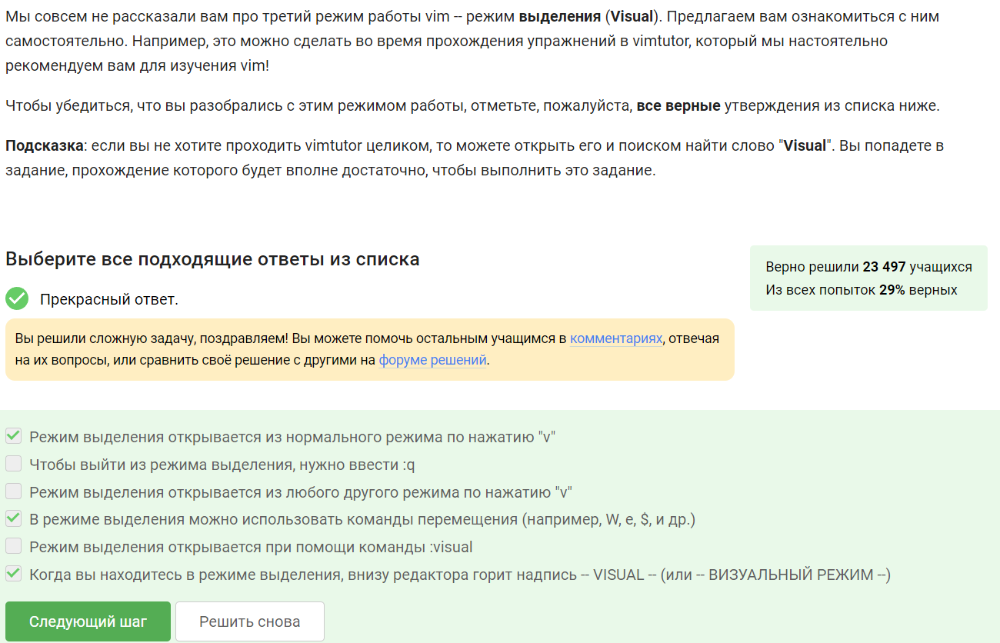 Мы совсем не рассказали вам про третий режим работы vim -- режим выделения (Visual). Предлагаем вам ознакомиться с ним
самостоятельно. Например, это можно сделать во время прохождения упражнений в vimtutor, который мы настоятельно
рекомендуем вам для изучения vim!
Чтобы убедиться, что вы разобрались с этим режимом работы, отметьте, пожалуйста, все верные утверждения из списка ниже.
Подсказка: если вы не хотите проходить vimtutor целиком, то можете открыть его и поиском найти слово "Visual". Вы попадете в
задание, прохождение которого будет вполне достаточно, чтобы выполнить это задание.
Выберите все подходящие ответы из списка
Верно решили 23 497 учащихся
Из всех попыток 29% верных
Прекрасный ответ.
Вы решили сложную задачу, поздравляем! Вы можете помочь остальным учащимся в комментариях, отвечая
на их вопросы, или сравнить своё решение с другими на форуме решений.
Режим выделения открывается из нормального режима по нажатию "v"
Чтобы выйти из режима выделения, нужно ввести :q
Режим выделения открывается из любого другого режима по нажатию "v"
В режиме выделения можно использовать команды перемещения (например, W, e, $, и др.)
Режим выделения открывается при помощи команды :visual
Когда вы находитесь в режиме выделения, внизу редактора горит надпись -- VISUAL -- (или -- ВИЗУАЛЬНЫЙ РЕЖИМ --)
Следующий шаг
Решить снова